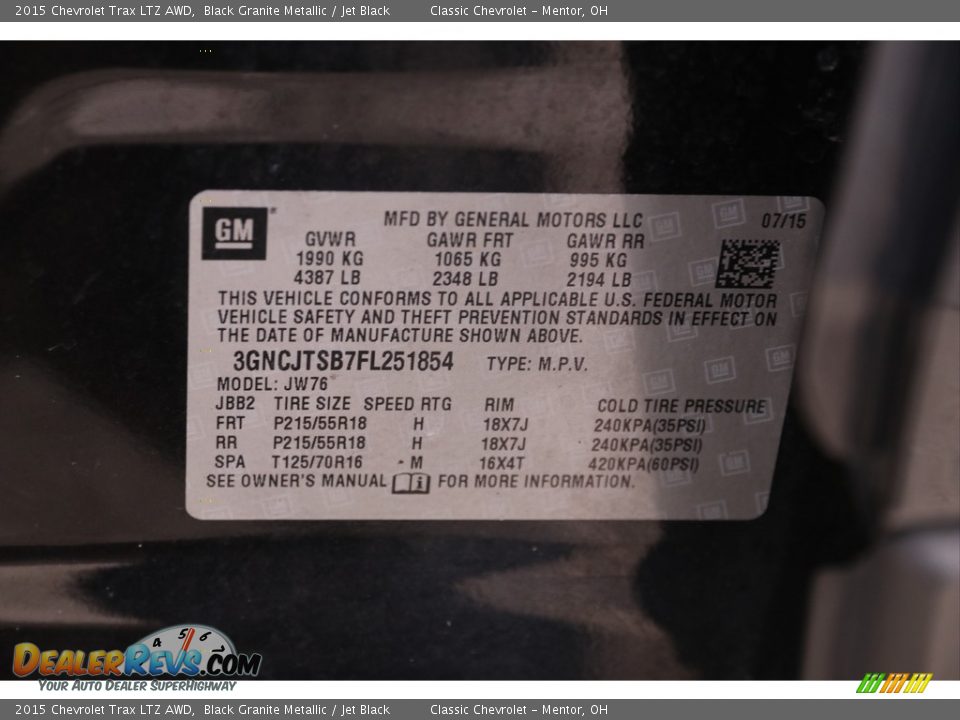 2015 Chevrolet Trax LTZ AWD, Black Granite Metallic / Jet Black Classic Chevrolet - Mentor, OH
GM MFD BY GENERAL MOTORS LLC 07/15
GVWR GAWR FRT GAWR RR
1990 KG 1065 KG 995 KG
4387 LB 2348 LB 2194 LB
THIS VEHICLE CONFORMS TO ALL APPLICABLE U.S. FEDERAL MOTOR
VEHICLE SAFETY AND THEFT PREVENTION STANDARDS IN EFFECT ON
THE DATE OF MANUFACTURE SHOWN ABOVE.
3GNCJTSB7FL251854 TYPE: M.P.V.
MODEL: JW76
JBB2 TIRE SIZE SPEED RTG RIM COLD TIRE PRESSURE
FRT P215/55R18 H 18X7J 240KPA(35PSI)
RR P215/55R18 H 18X7J 240KPA(35PSI)
SPA T125/70R16 - M 16X4T 420KPA(60PSI)
SEE OWNER'S MANUAL FOR MORE INFORMATION.
4 5 6
DEALERREVS.COM
YOUR AUTO DEALER SUPERHIGHWAY
2015 Chevrolet Trax LTZ AWD, Black Granite Metallic / Jet Black Classic Chevrolet - Mentor, OH